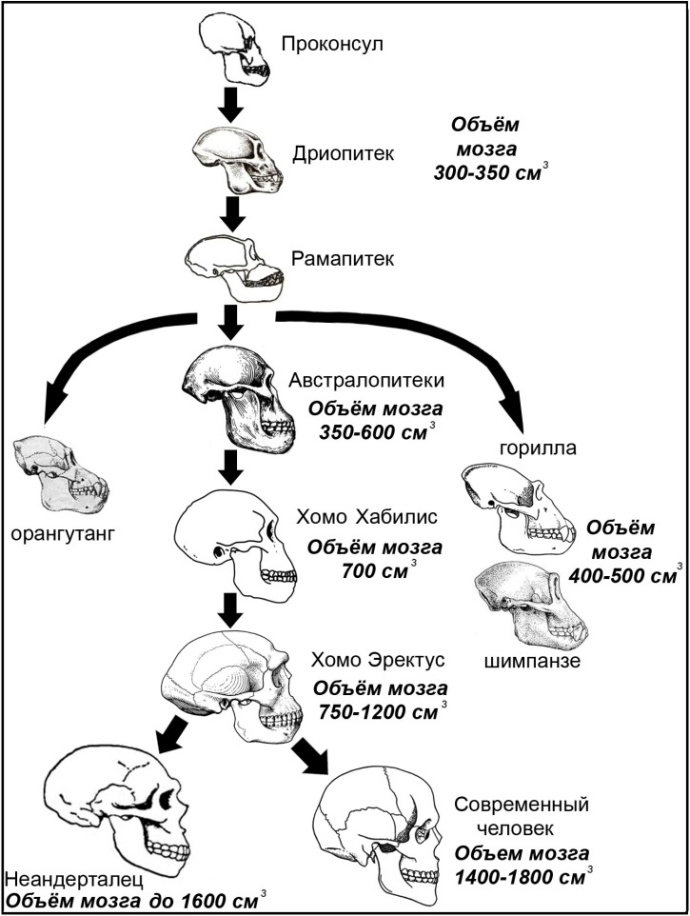 Проконсул
Дриопитек
Объём
мозга
300-350 см³
Рамапитек
Австралопитеки
Объём мозга
350-600 см³
орангутанг
горилла
Объём
мозга
400-500 см³
шимпанзе
Хомо Хабилис
Объём мозга
700 см³
Хомо Эректус
Объём мозга
750-1200 см³
Неандерталец
Объём мозга до 1600 см³
Современный
человек
Объем мозга
1400-1800 см³